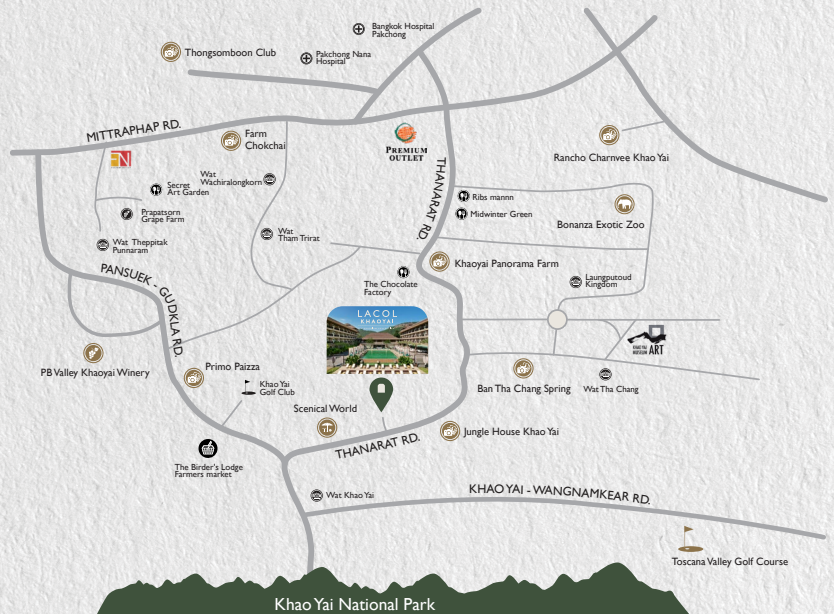 Bangkok Hospital
Pakchong
Thongsomboon Club
Pakchong Nana
Hospital
MITTRAPHAP RD.
Farm
Chokchai
PREMIUM
OUTLET
Rancho Charnvee Khao Yai
FN
Secret
Art Garden
Wat
Wachiralongkorn
THANARAT RD.
Ribs mannn
Midwinter Green
Prapatsorn
Grape Farm
Wat
Tham Trirat
Bonanza Exotic Zoo
Wat Theppitak
Punnaram
Khaoyai Panorama Farm
PANSUEK - GUDKLA RD.
The Chocolate
Factory
Laungputoud
Kingdom
LACOL
KHAOYAI
KHAO YAI
MUSEUM ART
PB Valley Khaoyai Winery
Primo Paizza
Khao Yai
Golf Club
Ban Tha Chang Spring
Wat Tha Chang
Scenical World
THANARAT RD.
Jungle House Khao Yai
The Birder's Lodge
Farmers market
Wat Khao Yai
KHAO YAI - WANGNAMKEAR RD.
Toscana Valley Golf Course
Khao Yai National Park